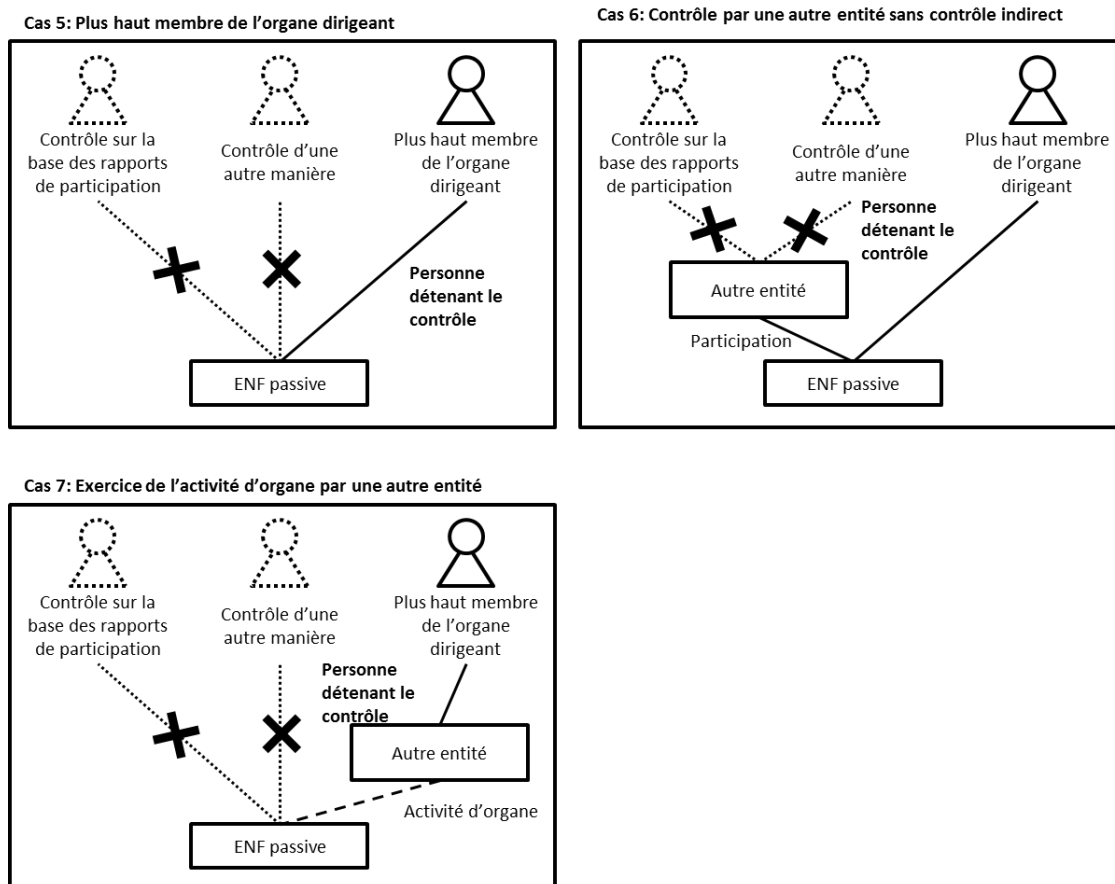 Cas 5: Plus haut membre de l’organe dirigeant
Contrôle sur la
base des rapports
de participation
Contrôle d’une
autre manière
Plus haut membre
de l’organe
dirigeant
Personne
détenant le
contrôle
ENF passive
Cas 6: Contrôle par une autre entité sans contrôle indirect
Contrôle sur la
base des rapports
de participation
Contrôle d’une
autre manière
Plus haut membre
de l’organe
dirigeant
Personne
détenant le
contrôle
Autre entité
Participation
ENF passive
Cas 7: Exercice de l’activité d’organe par une autre entité
Contrôle sur la
base des rapports
de participation
Contrôle d’une
autre manière
Plus haut membre
de l’organe
dirigeant
Personne
détenant le
contrôle
Autre entité
Activité d’organe
ENF passive